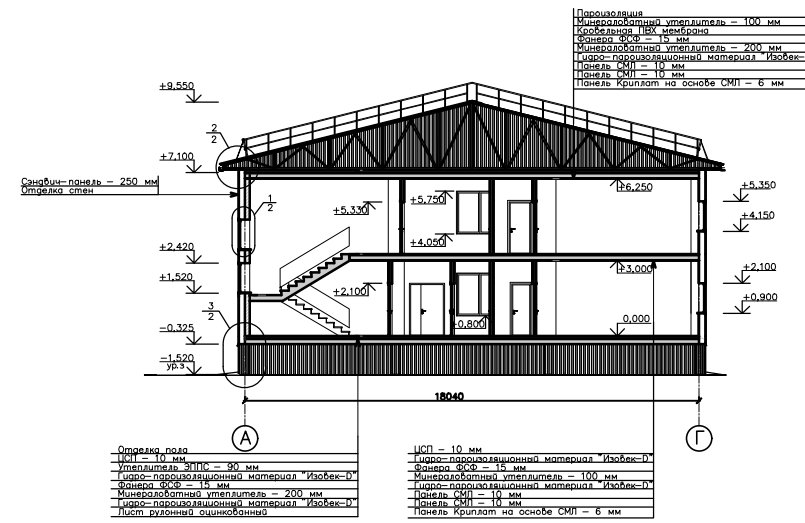 Пароизоляция
Минераловатный утеплитель – 100 мм
Кровельная ПВХ мембрана
Фанера ФСФ – 15 мм
Минераловатный утеплитель – 200 мм
Гидро–пароизоляционный материал "Изовек–
Панель СМЛ – 10 мм
Панель СМЛ – 10 мм
Панель Криплат на основе СМЛ – 6 мм
+9,550
2
2
+7,100
Сэндвич–панель – 250 мм
Отделка стен
1
2
+2,420
+1,520
3
2
-0,325
-1,520
ур.з
+5,330
+5,750
+4,050
+6,250
+5,350
+4,150
+2,100
+3,000
+2,100
+0,900
+0,800
0,000
18040
А
Г
Отделка пола
ЦСП – 10 мм
Утеплитель ЭППС – 90 мм
Гидро–пароизоляционный материал "Изовек–D"
Фанера ФСФ – 15 мм
Минераловатный утеплитель – 200 мм
Гидро–пароизоляционный материал "Изовек–D"
Лист рулонный оцинкованный
ЦСП – 10 мм
Гидро–пароизоляционный материал "Изовек–D"
Фанера ФСФ – 15 мм
Минераловатный утеплитель – 100 мм
Гидро–пароизоляционный материал "Изовек–D"
Панель СМЛ – 10 мм
Панель СМЛ – 10 мм
Панель Криплат на основе СМЛ – 6 мм